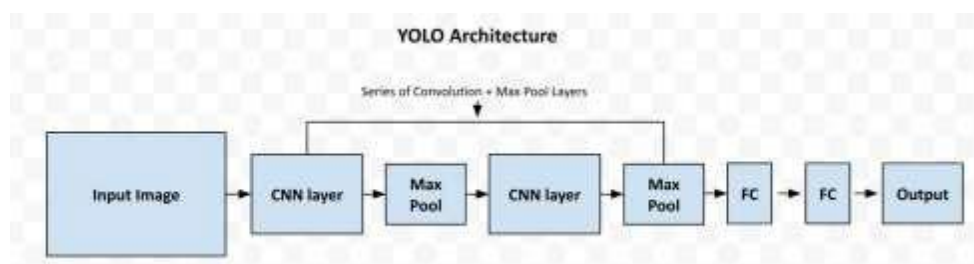 YOLO Architecture
Series of Convolution + Max Pool Layers
Input Image
CNN layer
Max
Pool
CNN layer
Max
Pool
FC
FC
Output